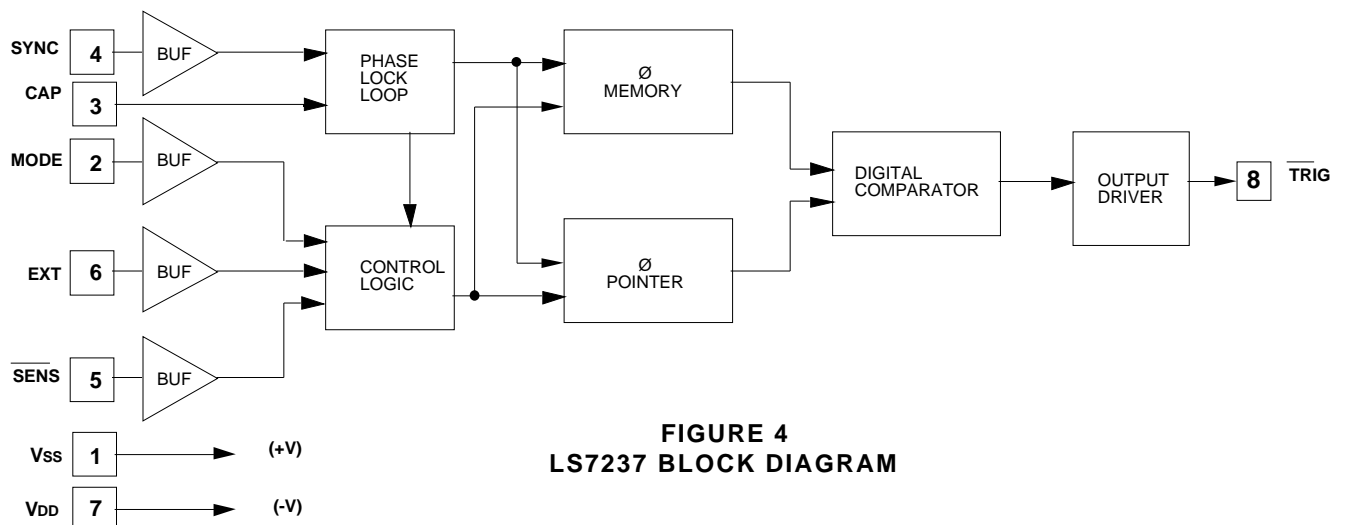 SYNC 4 BUF
CAP 3
PHASE
LOCK
LOOP
Ø
MEMORY
MODE 2 BUF
DIGITAL
COMPARATOR
OUTPUT
DRIVER
8 TRIG
EXT 6 BUF
CONTROL
LOGIC
Ø
POINTER
SENS 5 BUF
VSS 1 (+V)
VDD 7 (-V)
FIGURE 4
LS7237 BLOCK DIAGRAM